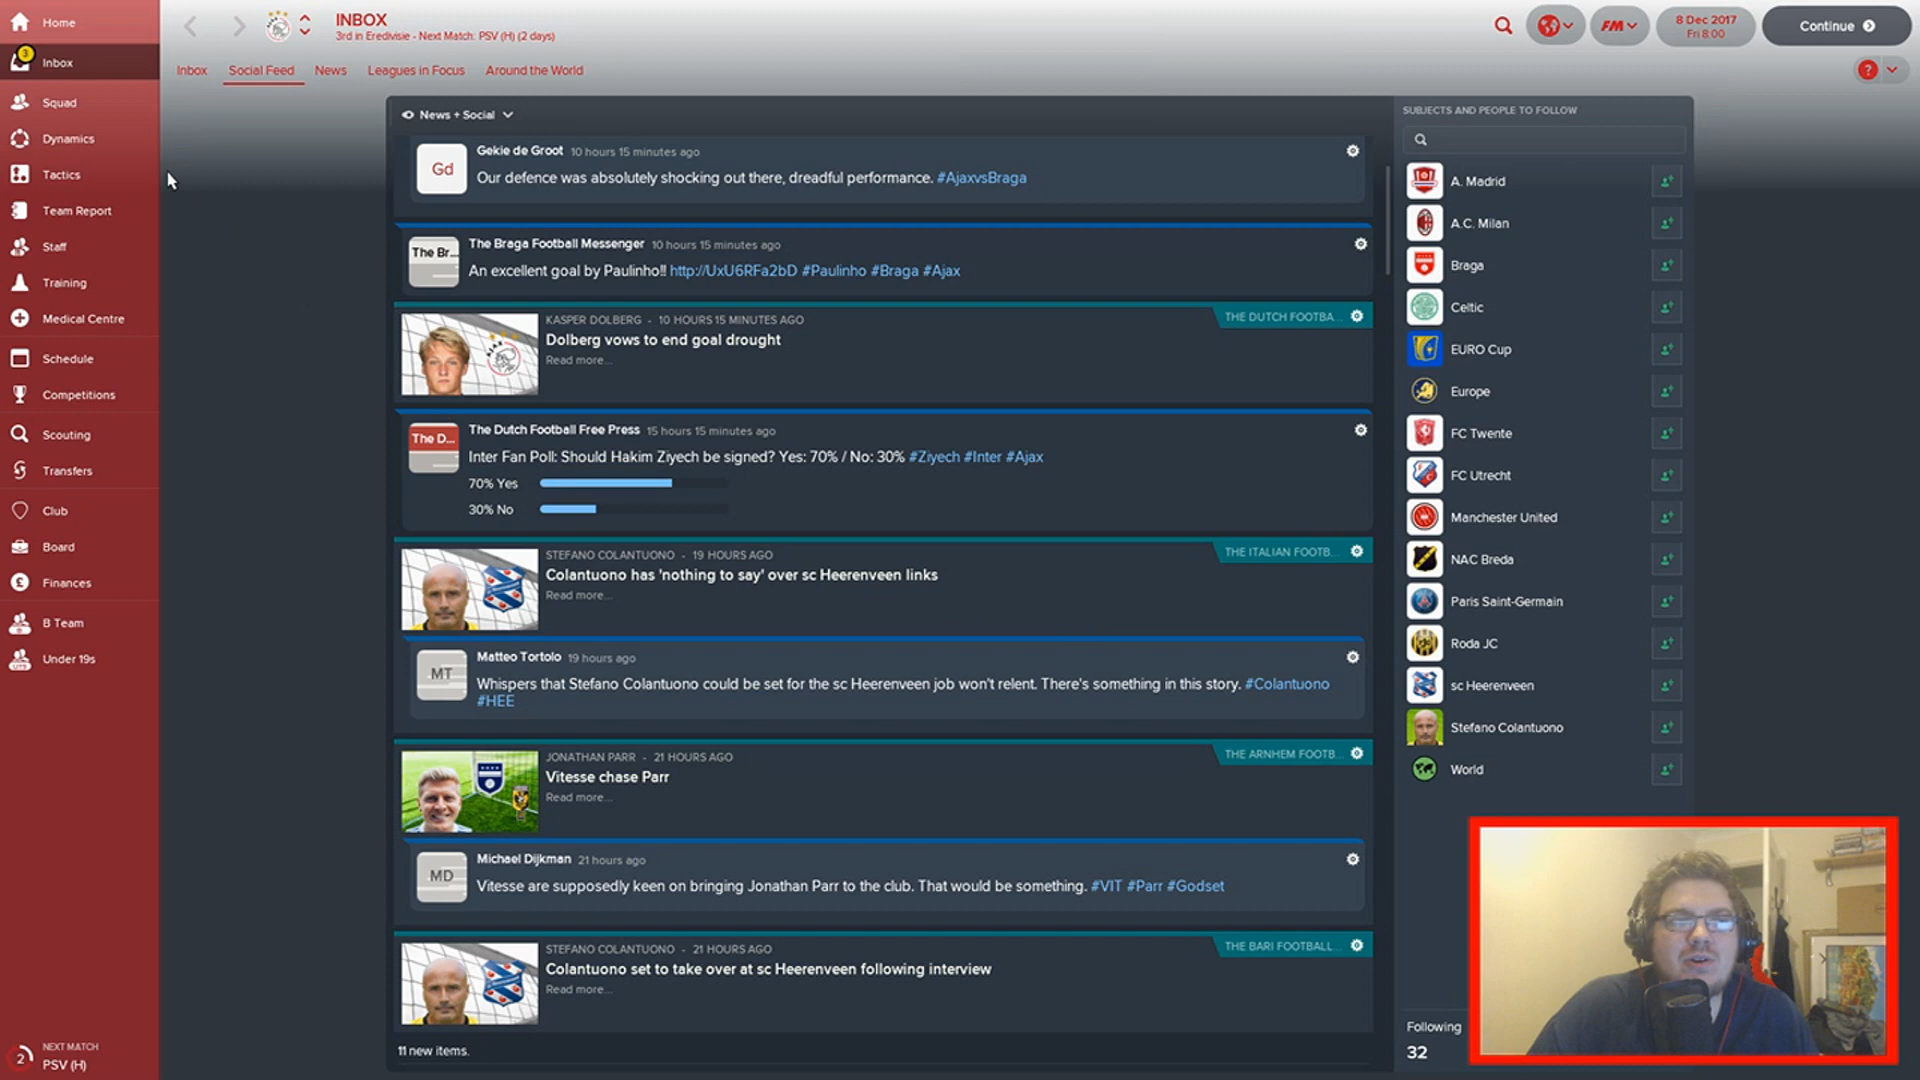 Home
3
Inbox
Squad
Dynamics
Tactics
Team Report
Staff
Training
Medical Centre
Schedule
Competitions
Scouting
Transfers
Club
Board
Finances
B Team
Under 19s
2
NEXT MATCH
PSV (H)
INBOX
3rd in Eredivisie - Next Match: PSV (H) (2 days)
FM
8 Dec 2017
Fri 8:00
Continue
Inbox Social Feed News Leagues in Focus Around the World
?
News + Social
Gd
Gekie de Groot 10 hours 15 minutes ago
Our defence was absolutely shocking out there, dreadful performance. #AjaxvsBraga
The Br...
The Braga Football Messenger 10 hours 15 minutes ago
An excellent goal by Paulinho!! http://UxU6RFa2bD #Paulinho #Braga #Ajax
KASPER DOLBERG - 10 HOURS 15 MINUTES AGO
THE DUTCH FOOTBA...
Dolberg vows to end goal drought
Read more...
The D...
The Dutch Football Free Press 15 hours 15 minutes ago
Inter Fan Poll: Should Hakim Ziyech be signed? Yes: 70% / No: 30% #Ziyech #Inter #Ajax
70% Yes
30% No
STEFANO COLANTUONO - 19 HOURS AGO
THE ITALIAN FOOTB...
Colantuono has 'nothing to say' over sc Heerenveen links
Read more...
MT
Matteo Tortolo 19 hours ago
Whispers that Stefano Colantuono could be set for the sc Heerenveen job won't relent. There's something in this story. #Colantuono
#HEE
JONATHAN PARR - 21 HOURS AGO
THE ARNHEM FOOTB...
Vitesse chase Parr
Read more...
MD
Michael Dijkman 21 hours ago
Vitesse are supposedly keen on bringing Jonathan Parr to the club. That would be something. #VIT #Parr #Godset
STEFANO COLANTUONO - 21 HOURS AGO
THE BARI FOOTBALL...
Colantuono set to take over at sc Heerenveen following interview
Read more...
11 new items.
SUBJECTS AND PEOPLE TO FOLLOW
A. Madrid
A.C. Milan
Braga
Celtic
EURO Cup
Europe
FC Twente
FC Utrecht
Manchester United
NAC Breda
Paris Saint-Germain
Roda JC
sc Heerenveen
Stefano Colantuono
World
Following
32